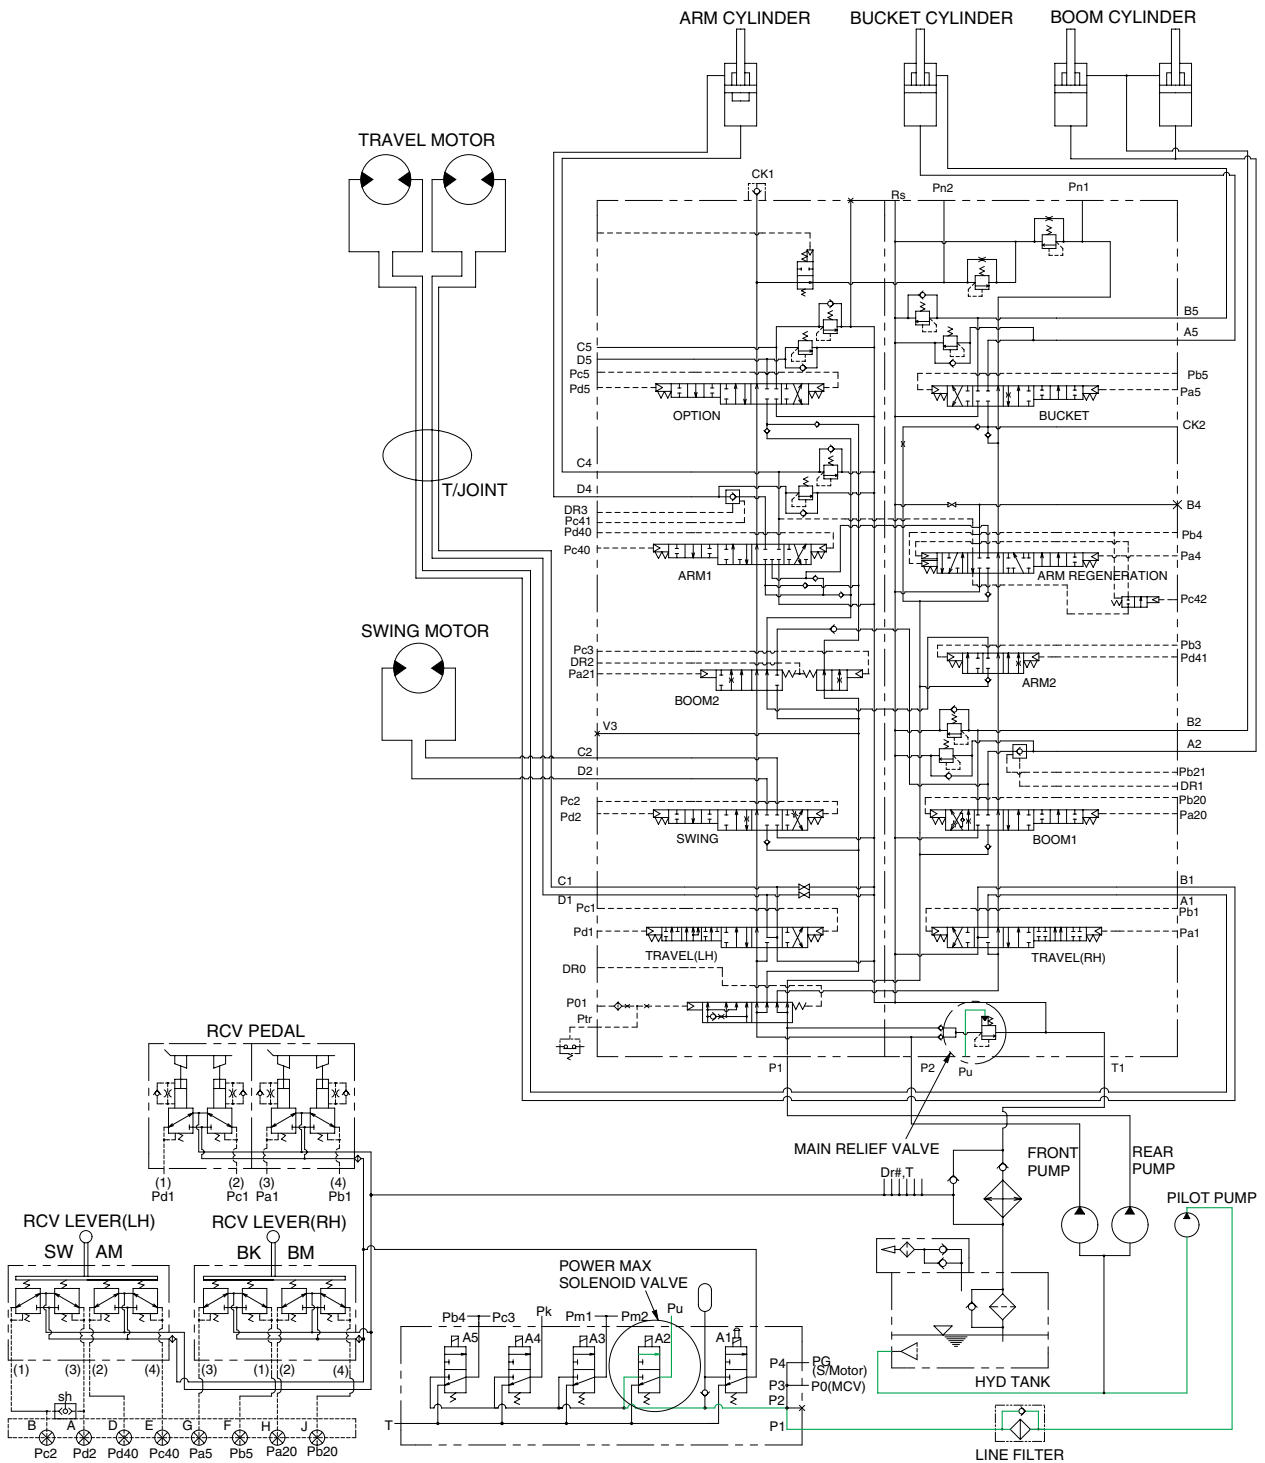 ARM CYLINDER
BUCKET CYLINDER
BOOM CYLINDER
TRAVEL MOTOR
CK1
Rs
Pn2
Pn1
B5
A5
C5
D5
Pc5
Pd5
OPTION
Pb5
Pa5
BUCKET
CK2
T/JOINT
C4
D4
DR3
Pc41
Pd40
Pc40
ARM1
B4
Pb4
Pa4
ARM REGENERATION
Pc42
SWING MOTOR
Pc3
DR2
Pa21
BOOM2
Pb3
Pd41
ARM2
V3
C2
D2
B2
A2
Pb21
DR1
Pc2
Pd2
SWING
Pb20
Pa20
BOOM1
C1
D1
Pc1
Pd1
TRAVEL(LH)
B1
A1
Pb1
Pa1
TRAVEL(RH)
DR0
P01
Ptr
P1
P2
Pu
T1
RCV PEDAL
(1)
Pd1
(2)
Pc1
(3)
Pa1
(4)
Pb1
MAIN RELIEF VALVE
Dr#,T
FRONT
PUMP
REAR
PUMP
PILOT PUMP
RCV LEVER(LH)
RCV LEVER(RH)
SW AM
BK BM
(1) (3) (2) (4)
(3) (1) (2) (4)
sh
B A D E G F H J
Pc2 Pd2 Pd40 Pc40 Pa5 Pb5 Pa20 Pb20
POWER MAX
SOLENOID VALVE
Pb4 Pc3 Pk Pm1 Pm2 Pu
A5 A4 A3 A2 A1
P4 PG
(S/Motor)
P3 P0(MCV)
P2
P1
T
HYD TANK
LINE FILTER